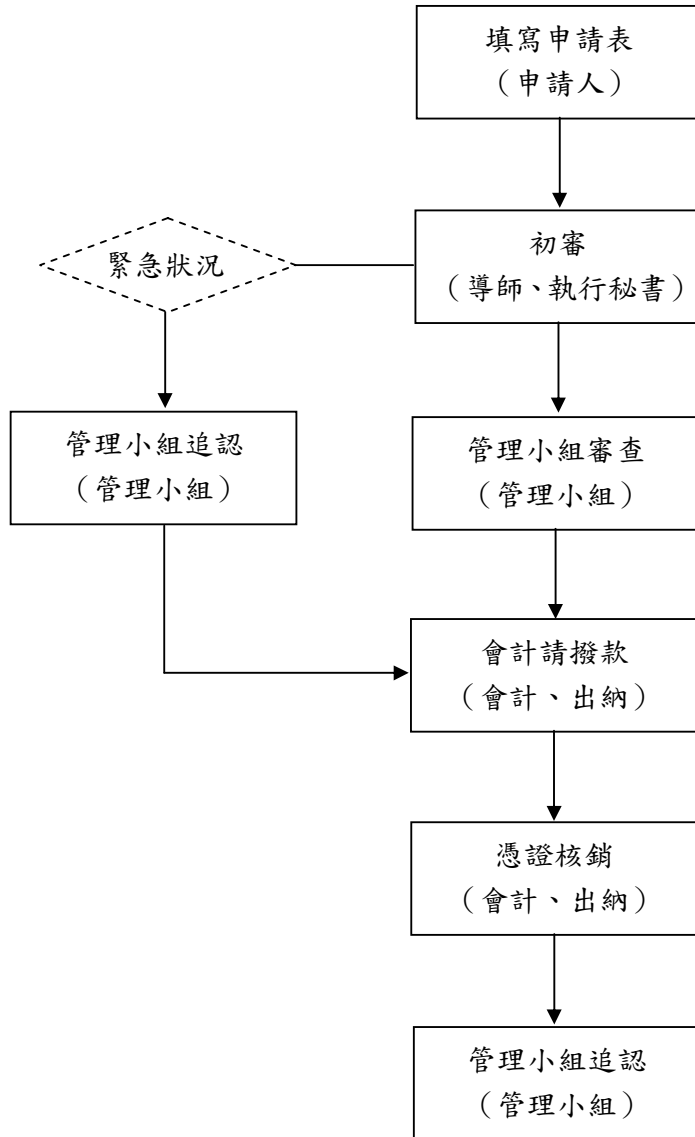 填寫申請表
（申請人）
初審
（導師、執行秘書）
緊急狀況
管理小組追認
（管理小組）
管理小組審查
（管理小組）
會計請撥款
（會計、出納）
憑證核銷
（會計、出納）
管理小組追認
（管理小組）